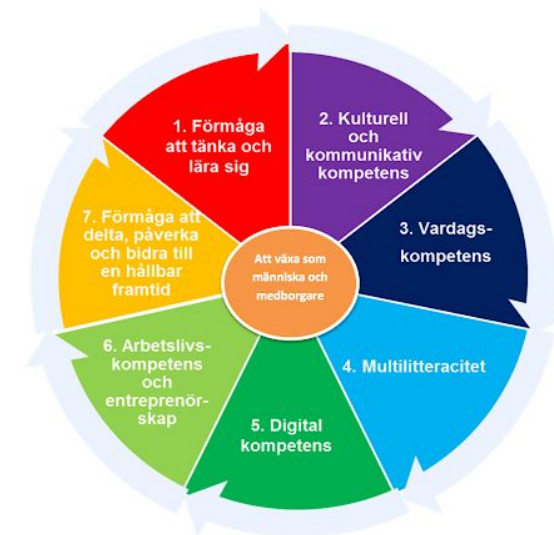 1. Förmåga
att tänka och
lära sig
2. Kulturell
och
kommunikativ
kompetens
3. Vardags-
kompetens
4. Multilitteracitet
5. Digital
kompetens
6. Arbetslivs-
kompetens
och
entreprenör-
skap
7. Förmåga att
delta, påverka
och bidra till
en hållbar
framtid
Att växa som
människa och
medborgare